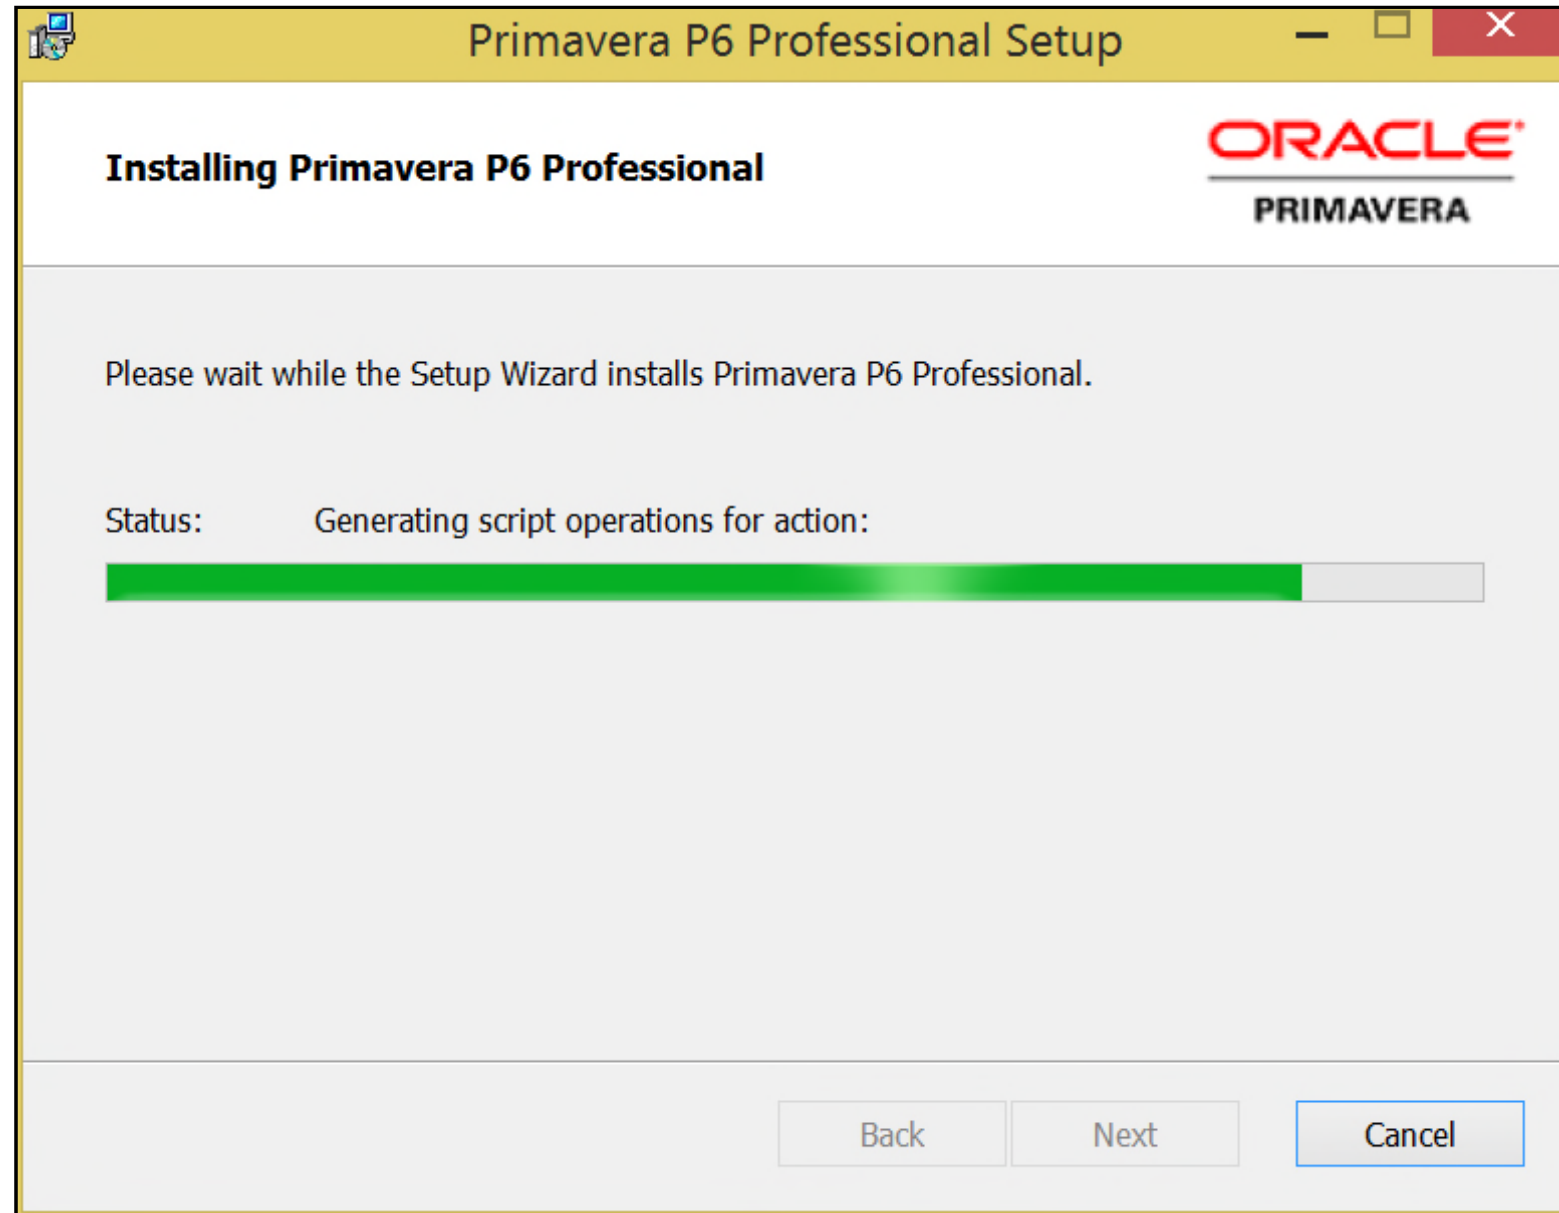 Primavera P6 Professional Setup
Installing Primavera P6 Professional
ORACLE
PRIMAVERA
Please wait while the Setup Wizard installs Primavera P6 Professional.
Status: Generating script operations for action:
Back Next Cancel